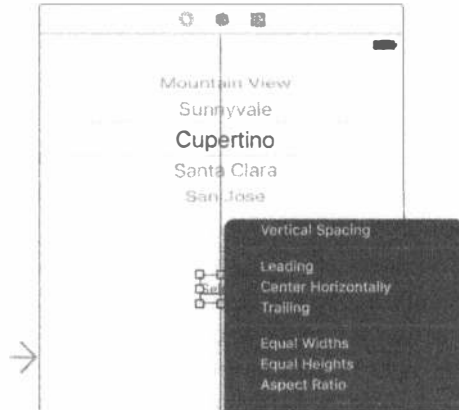 Mountain View
Sunnyvale
Cupertino
Santa Clara
San Jose
Vertical Spacing
Leading
Center Horizontally
Trailing
Equal Widths
Equal Heights
Aspect Ratio